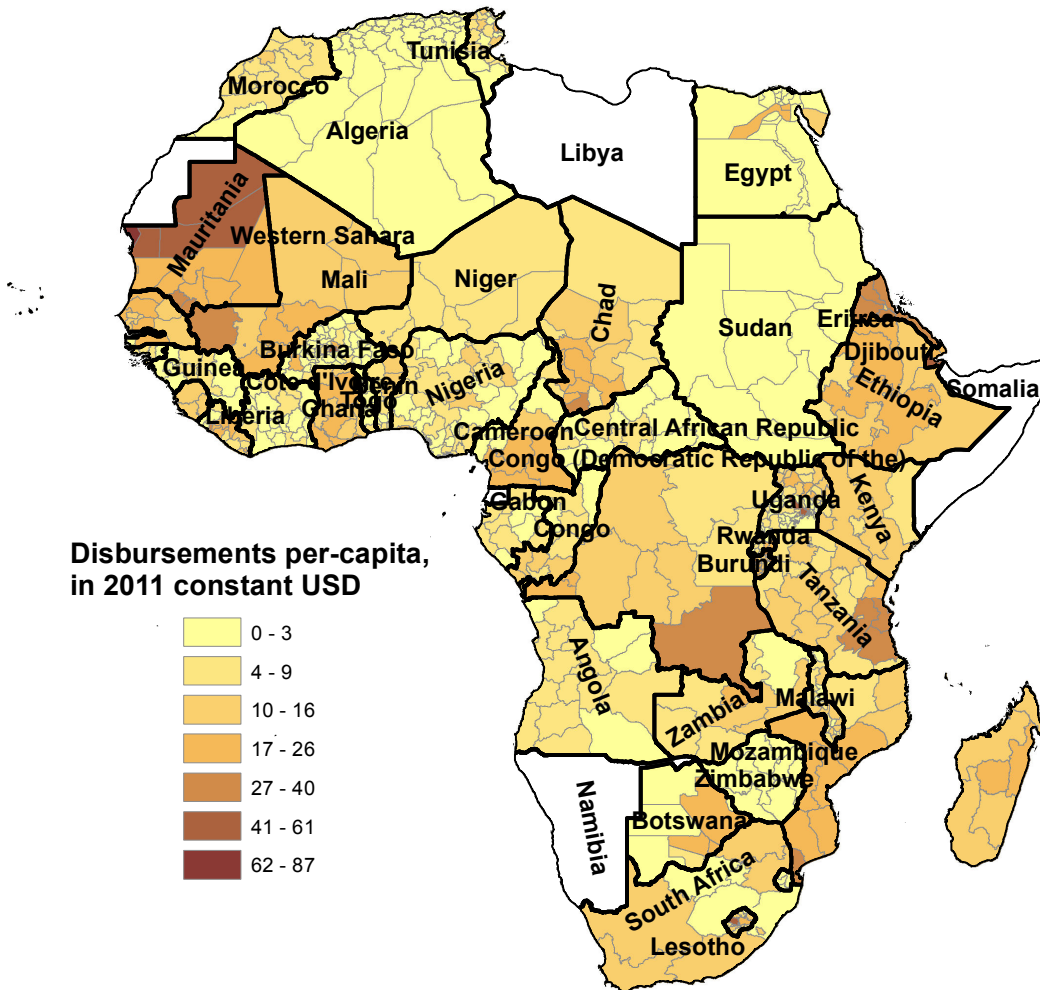 Tunisia
Morocco
Algeria
Libya
Egypt
Mauritania
Western Sahara
Mali
Niger
Chad
Sudan
Eritrea
Djibouti
Ethiopia
Somalia
Burkina Faso
Guinea
Côte d'Ivoire
Benin
Togo
Ghana
Liberia
Nigeria
Cameroon
Central African Republic
Congo (Democratic Republic of the)
Gabon
Congo
Uganda
Kenya
Rwanda
Burundi
Tanzania
Disbursements per-capita,
in 2011 constant USD
0 - 3
4 - 9
10 - 16
17 - 26
27 - 40
41 - 61
62 - 87
Angola
Zambia
Malawi
Mozambique
Zimbabwe
Namibia
Botswana
South Africa
Lesotho